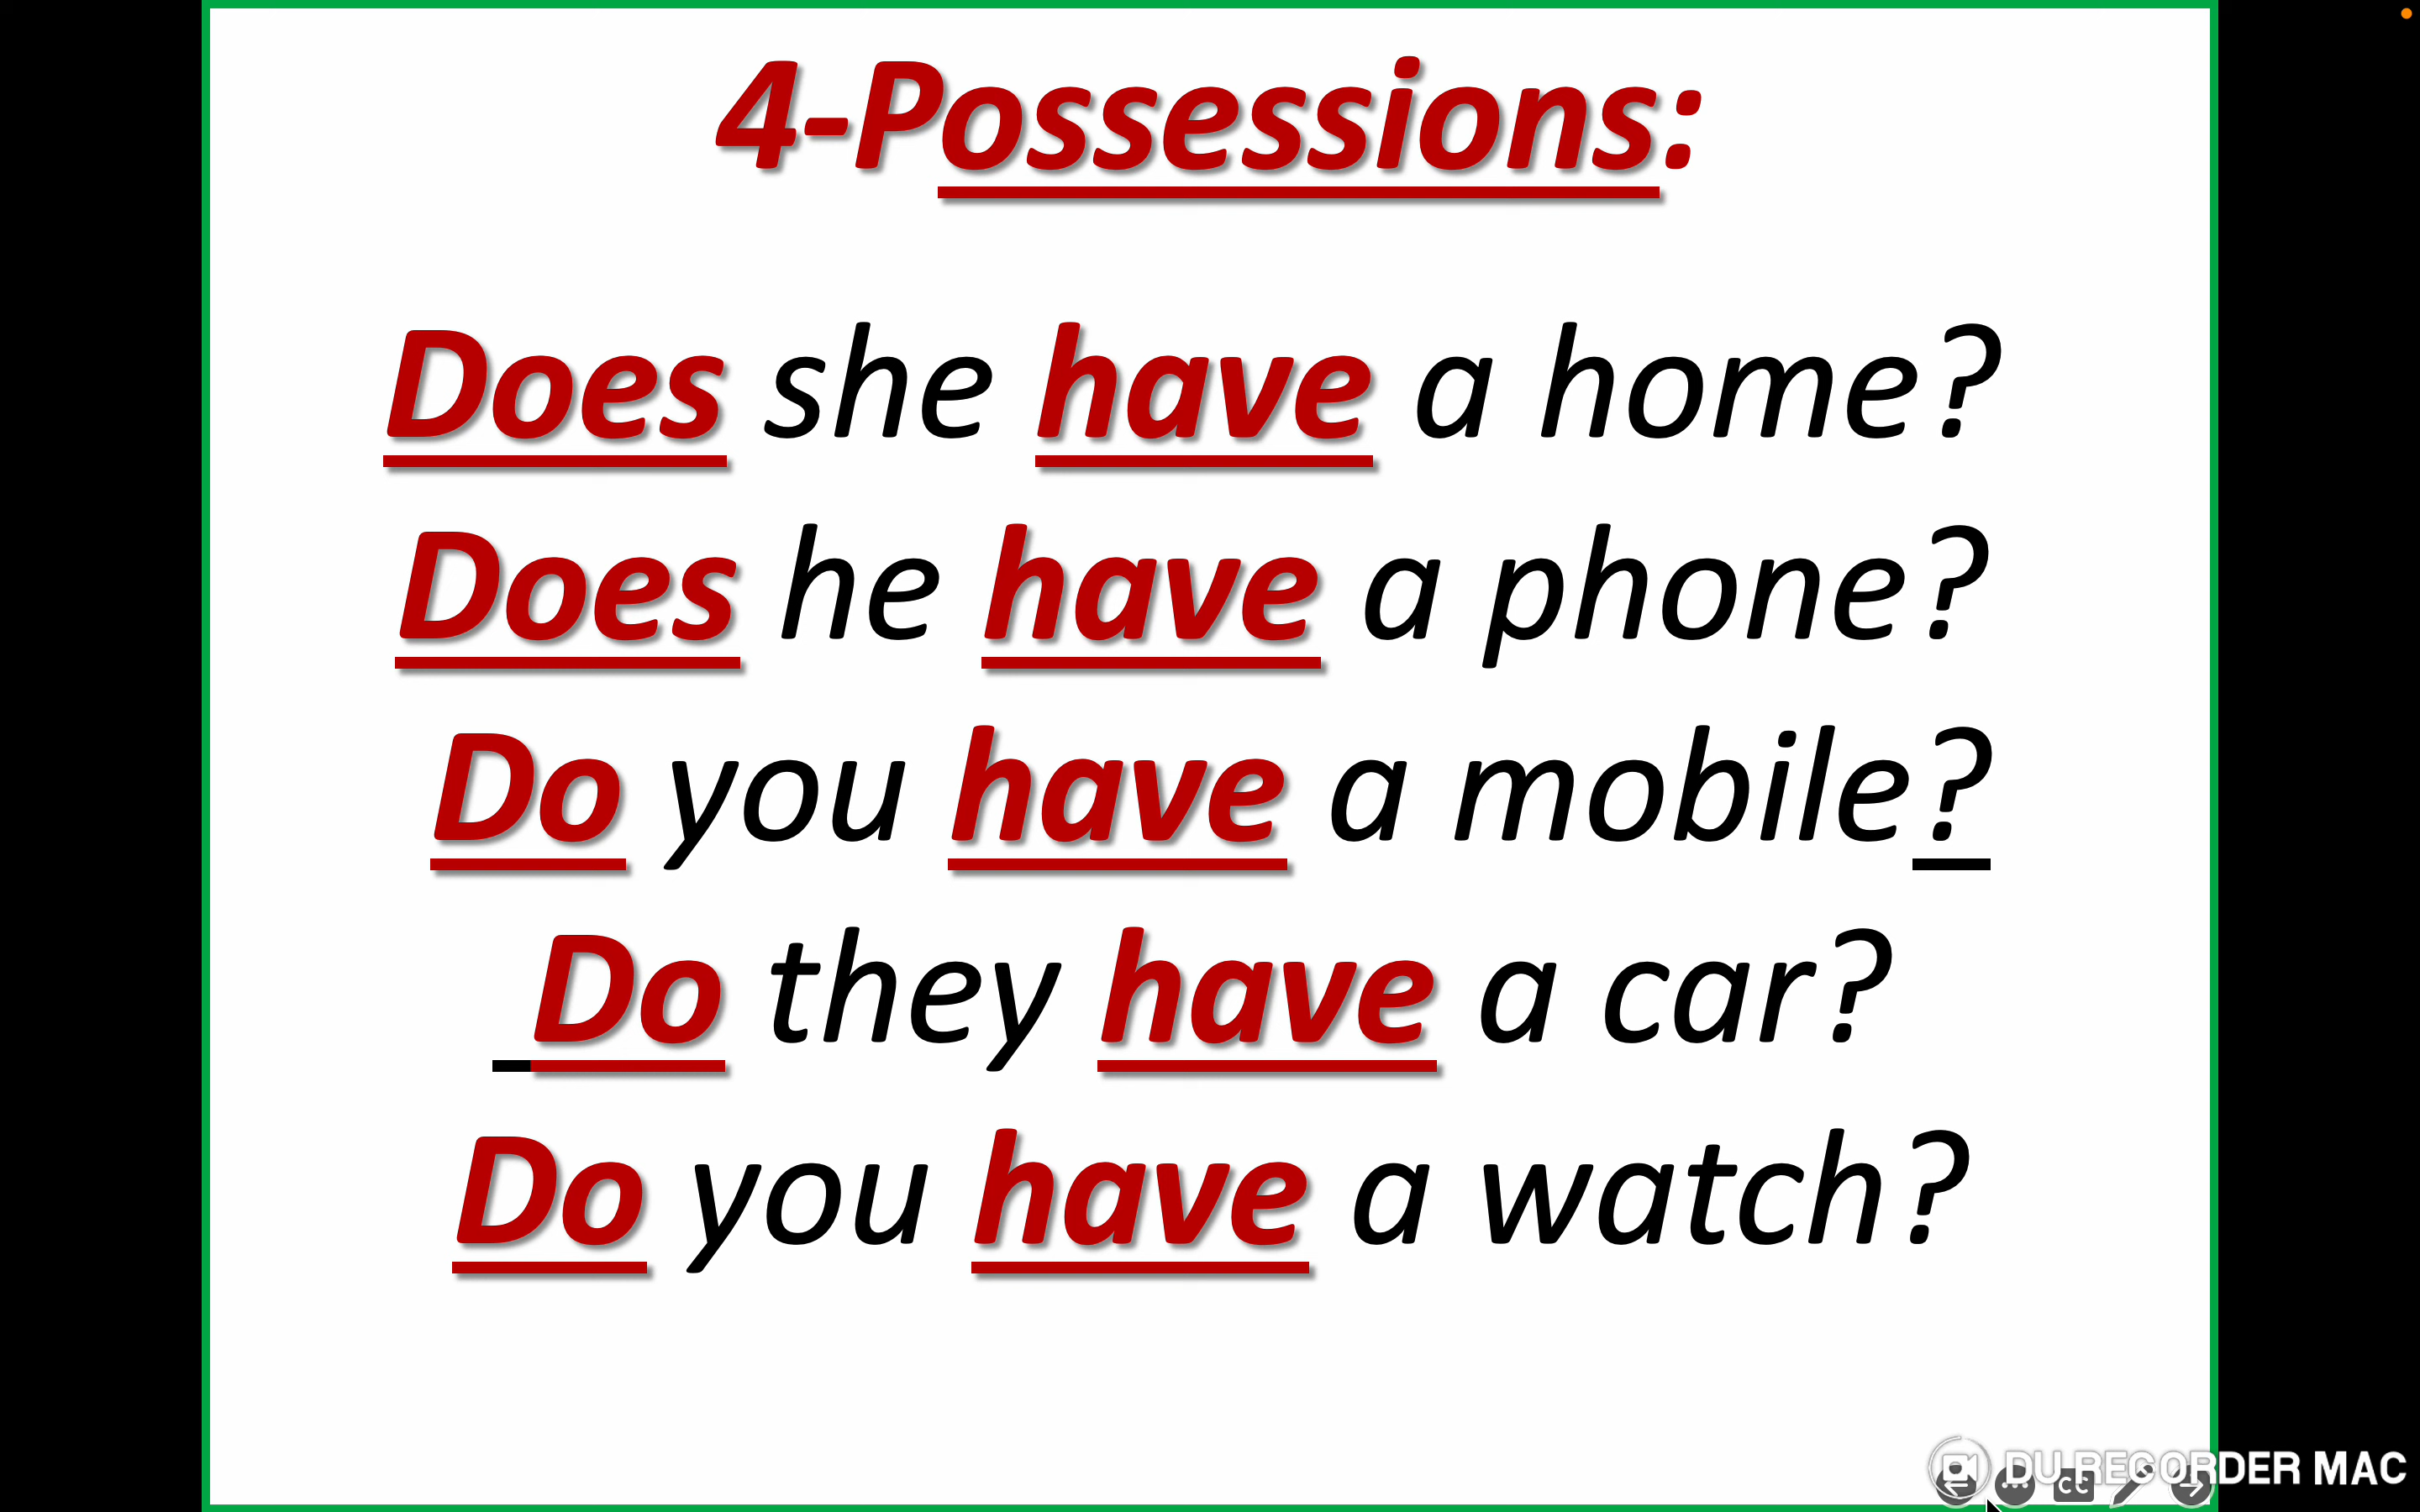 4-Possessions:
Does she have a home?
Does he have a phone?
Do you have a mobile?
Do they have a car?
Do you have a watch?
DU RECORDER MAC
CC